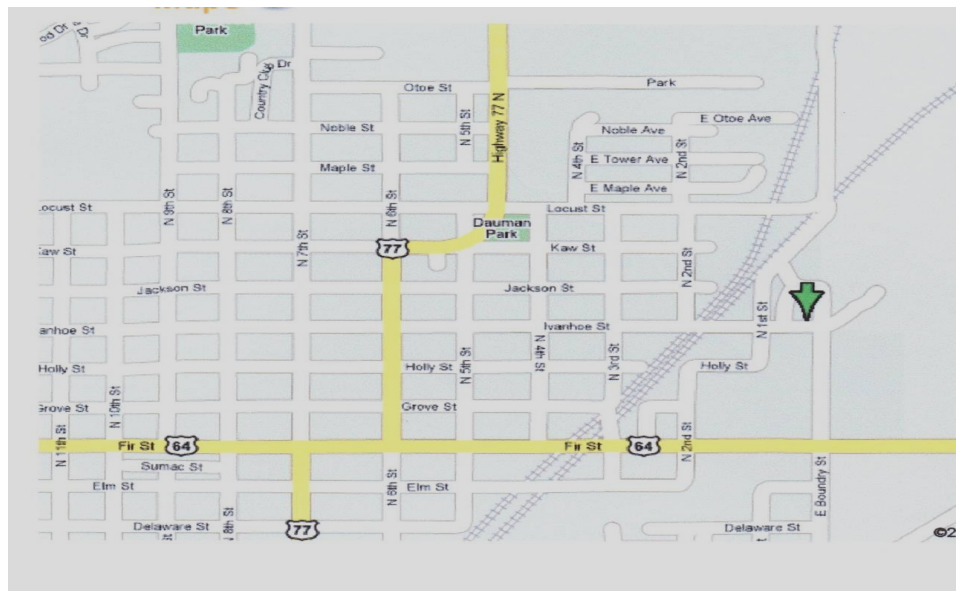 Maps
Park
Dr
Country Club
Otoe St
Park
N 5th St
Highway 77 N
E Otoe Ave
Noble St
Noble Ave
N 4th St
E Tower Ave
N 2nd St
Maple St
E Maple Ave
N 9th St
N 8th St
N 6th St
Locust St
Locust St
Dauman
Park
N 7th St
77
Kaw St
Kaw St
N 2nd St
Jackson St
Jackson St
N 1st St
Ivanhoe St
N 4th St
Holly St
Holly St
N 5th St
N 3rd St
Holly St
N 10th St
Grove St
Grove St
N 11th St
Fir St
64
Fir St
64
N 2nd St
Sumac St
Elm St
N 6th St
Elm St
E Boundry St
Delaware St
N 8th St
77
Delaware St
©2